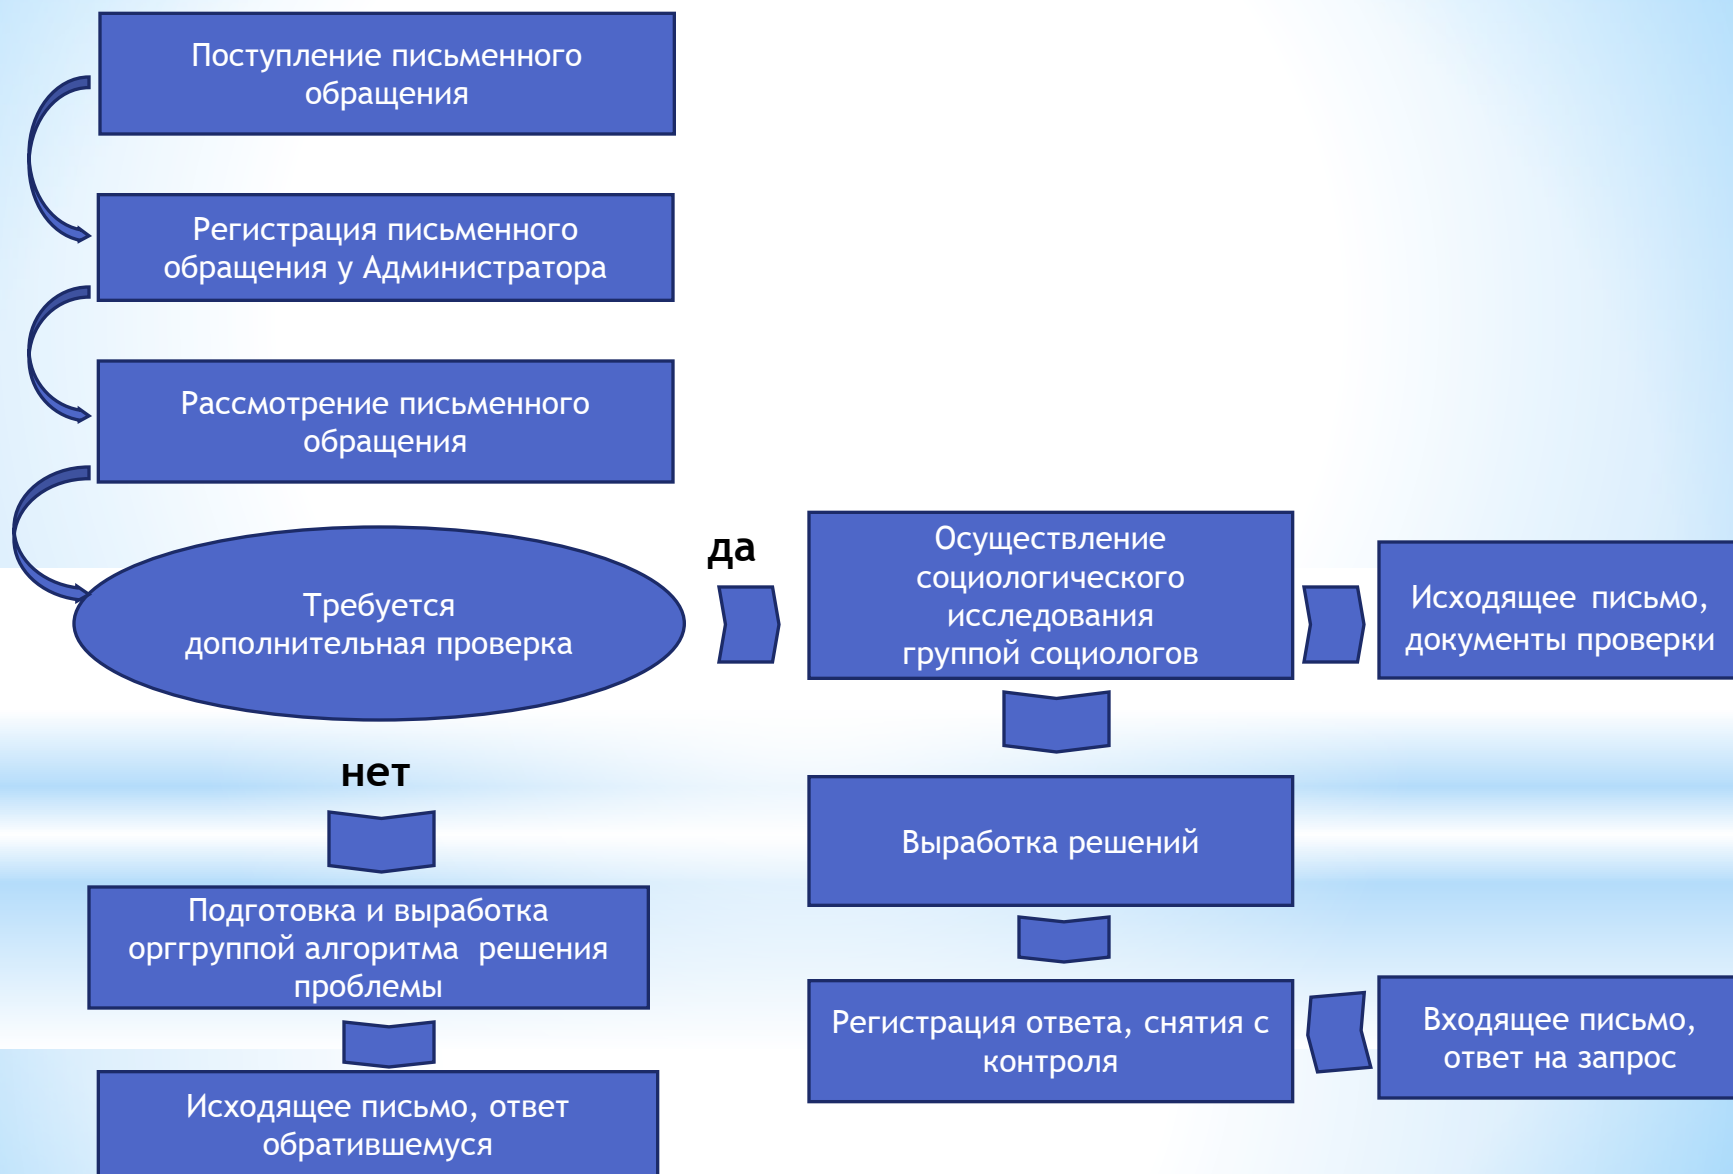 Поступление письменного
обращения
Регистрация письменного
обращения у Администратора
Рассмотрение письменного
обращения
Требуется
дополнительная проверка
да
Осуществление
социологического
исследования
группой социологов
Исходящее письмо,
документы проверки
нет
Выработка решений
Подготовка и выработка
орггруппой алгоритма решения
проблемы
Регистрация ответа, снятия с
контроля
Входящее письмо,
ответ на запрос
Исходящее письмо, ответ
обратившемуся